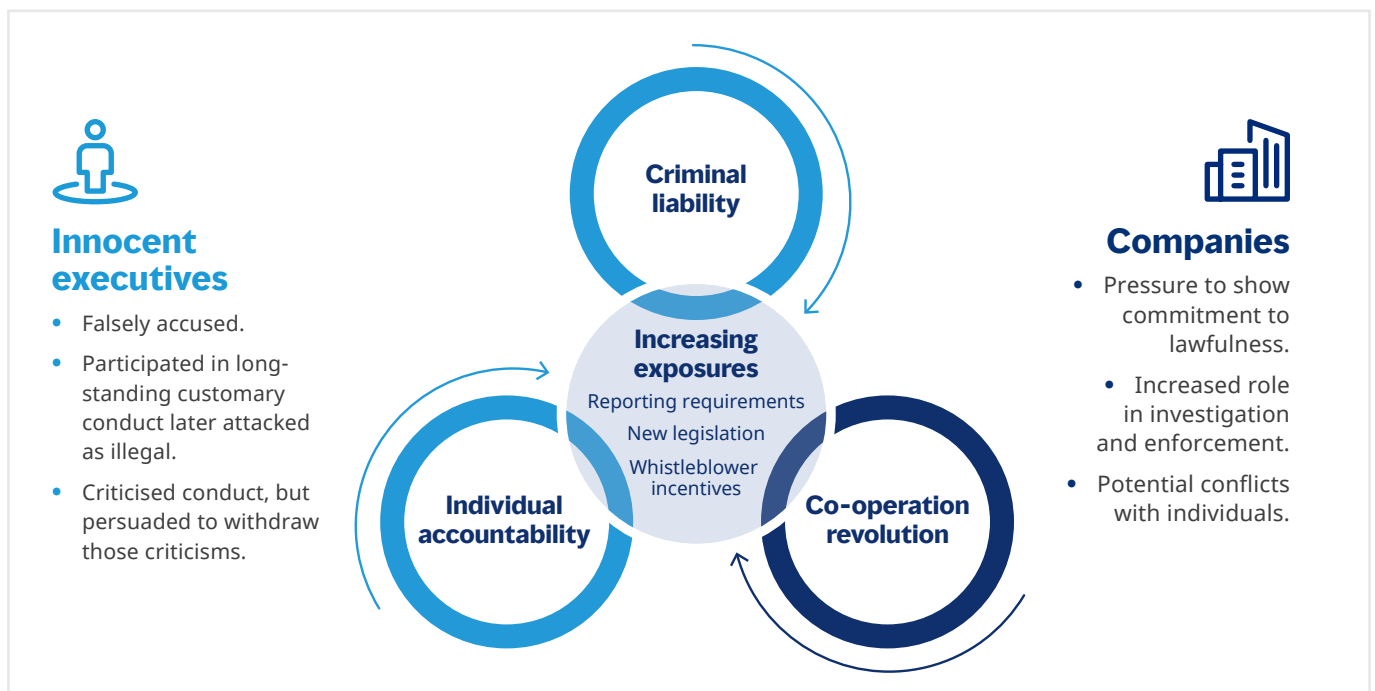 Innocent
executives
• Falsely accused.
• Participated in long-
standing customary
conduct later attacked
as illegal.
• Criticised conduct, but
persuaded to withdraw
those criticisms.
Criminal
liability
Increasing
exposures
Reporting requirements
New legislation
Whistleblower
incentives
Individual
accountability
Co-operation
revolution
Companies
• Pressure to show
commitment to
lawfulness.
• Increased role
in investigation
and enforcement.
• Potential conflicts
with individuals.